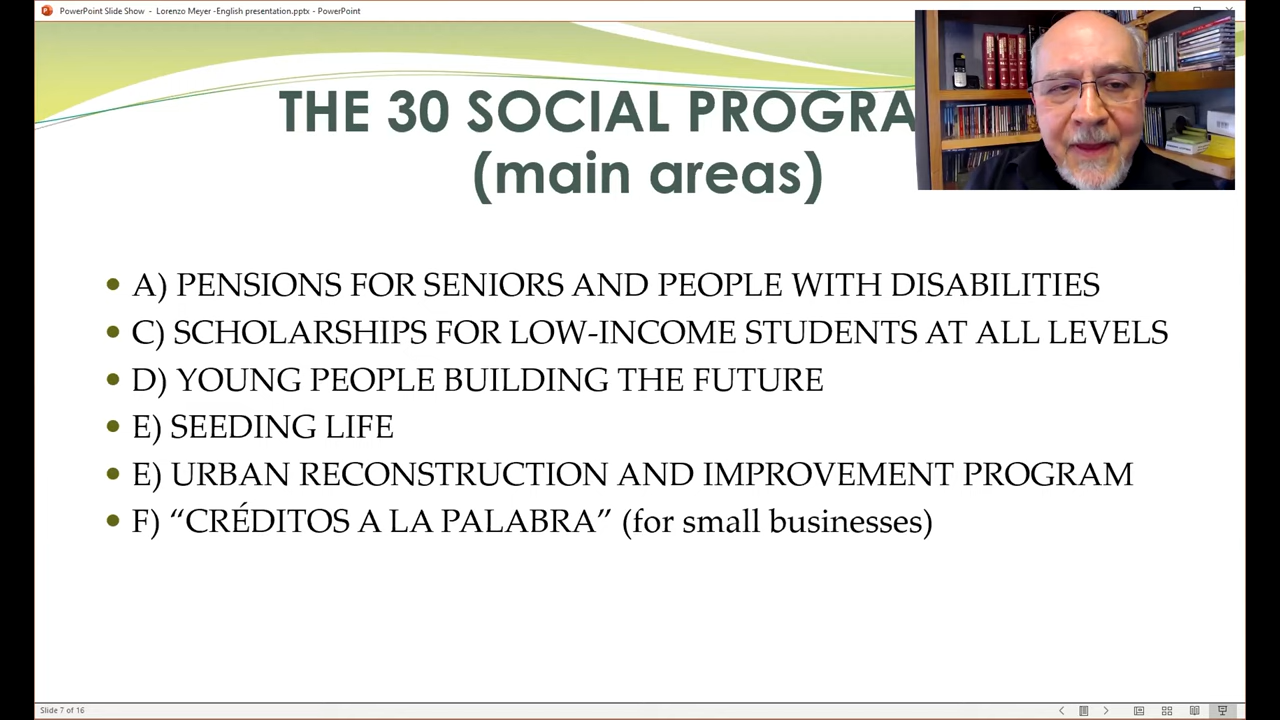 PowerPoint Slide Show - Lorenzo Meyer -English presentation.pptx - PowerPoint
THE 30 SOCIAL
(main areas)
• A) PENSIONS FOR SENIORS AND PEOPLE WITH DISABILITIES
• C) SCHOLARSHIPS FOR LOW-INCOME STUDENTS AT ALL LEVELS
• D) YOUNG PEOPLE BUILDING THE FUTURE
• E) SEEDING LIFE
• E) URBAN RECONSTRUCTION AND IMPROVEMENT PROGRAM
• F) “CRÉDITOS A LA PALABRA” (for small businesses)
Slide 7 of 16